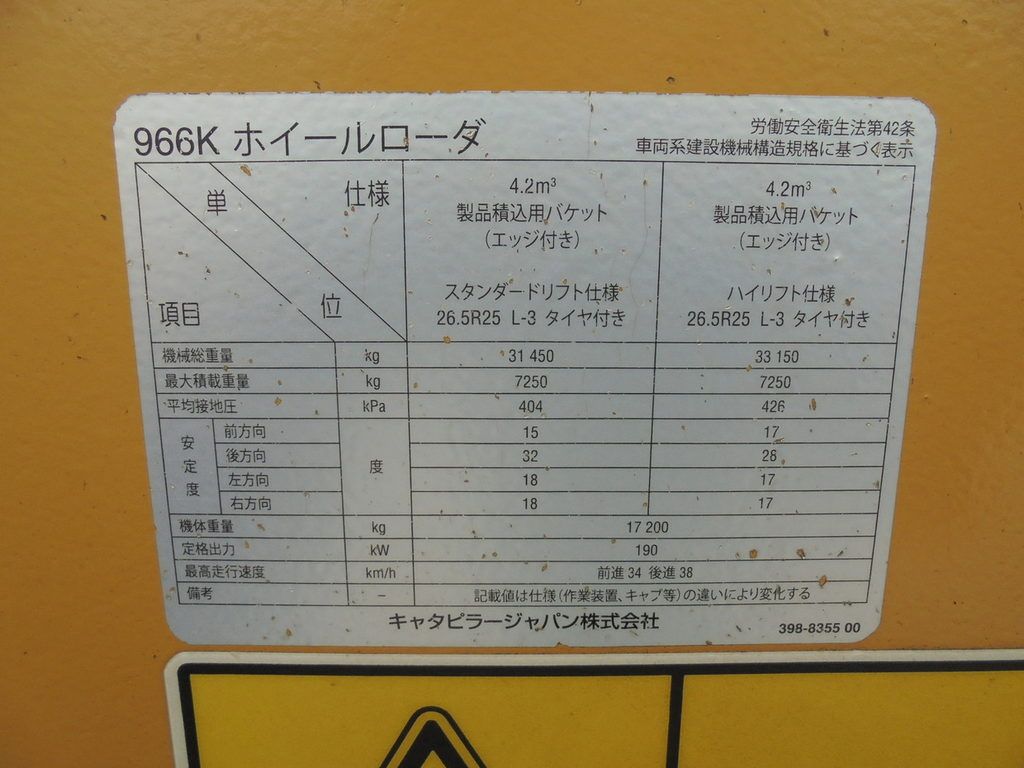 966K ホイールローダ
労働安全衛生法第42条
車両系建設機械構造規格に基づく表示
単位 仕様 項目
4.2m³
製品積込用バケット
(エッジ付き)
スタンダードリフト仕様
26.5R25 L-3 タイヤ付き
4.2m³
製品積込用バケット
(エッジ付き)
ハイリフト仕様
26.5R25 L-3 タイヤ付き
機械総重量 kg 31 450 33 150
最大積載重量 kg 7250 7250
平均接地圧 kPa 404 426
安定度 度
前方向 15 17
後方向 32 28
左方向 18 17
右方向 18 17
機体重量 kg 17 200
定格出力 kW 190
最高走行速度 km/h 前進 34 後進 38
備考 – 記載値は仕様(作業装置、キャブ等)の違いにより変化する
キャタピラージャパン株式会社
398-8355 00